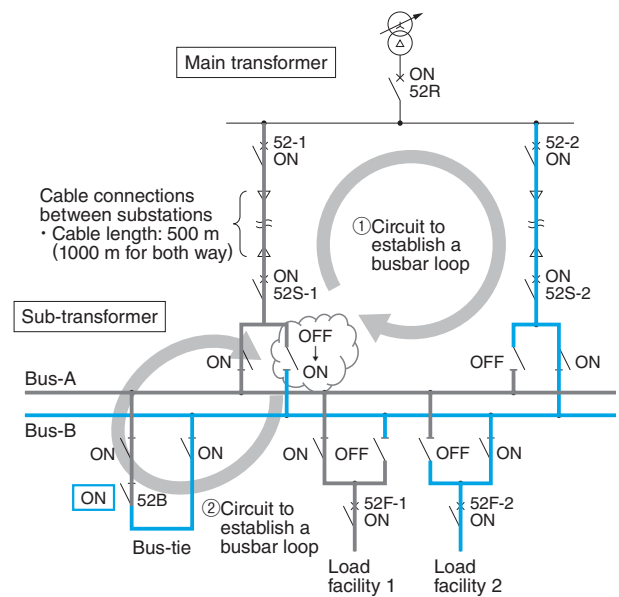 Main transformer
ON
52R
52-1
ON
52-2
ON
Cable connections
between substations
・Cable length: 500 m
(1000 m for both way)
①Circuit to
establish a
busbar loop
ON
52S-1
ON
52S-2
Sub-transformer
OFF
↓
ON
ON
OFF
ON
Bus-A
Bus-B
ON
ON
ON
OFF
OFF
ON
ON
52B
②Circuit to
establish a
busbar loop
52F-1
ON
52F-2
ON
Bus-tie
Load
facility 1
Load
facility 2